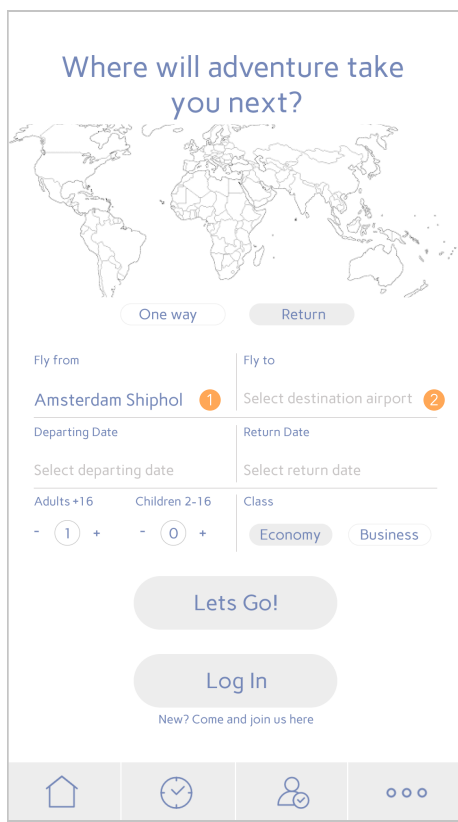 Where will adventure take
you next?
One way
Return
Fly from
Fly to
Amsterdam Shiphol
1
Select destination airport
2
Departing Date
Return Date
Select departing date
Select return date
Adults +16
Children 2-16
Class
- 1 +
- 0 +
Economy
Business
Lets Go!
Log In
New? Come and join us here